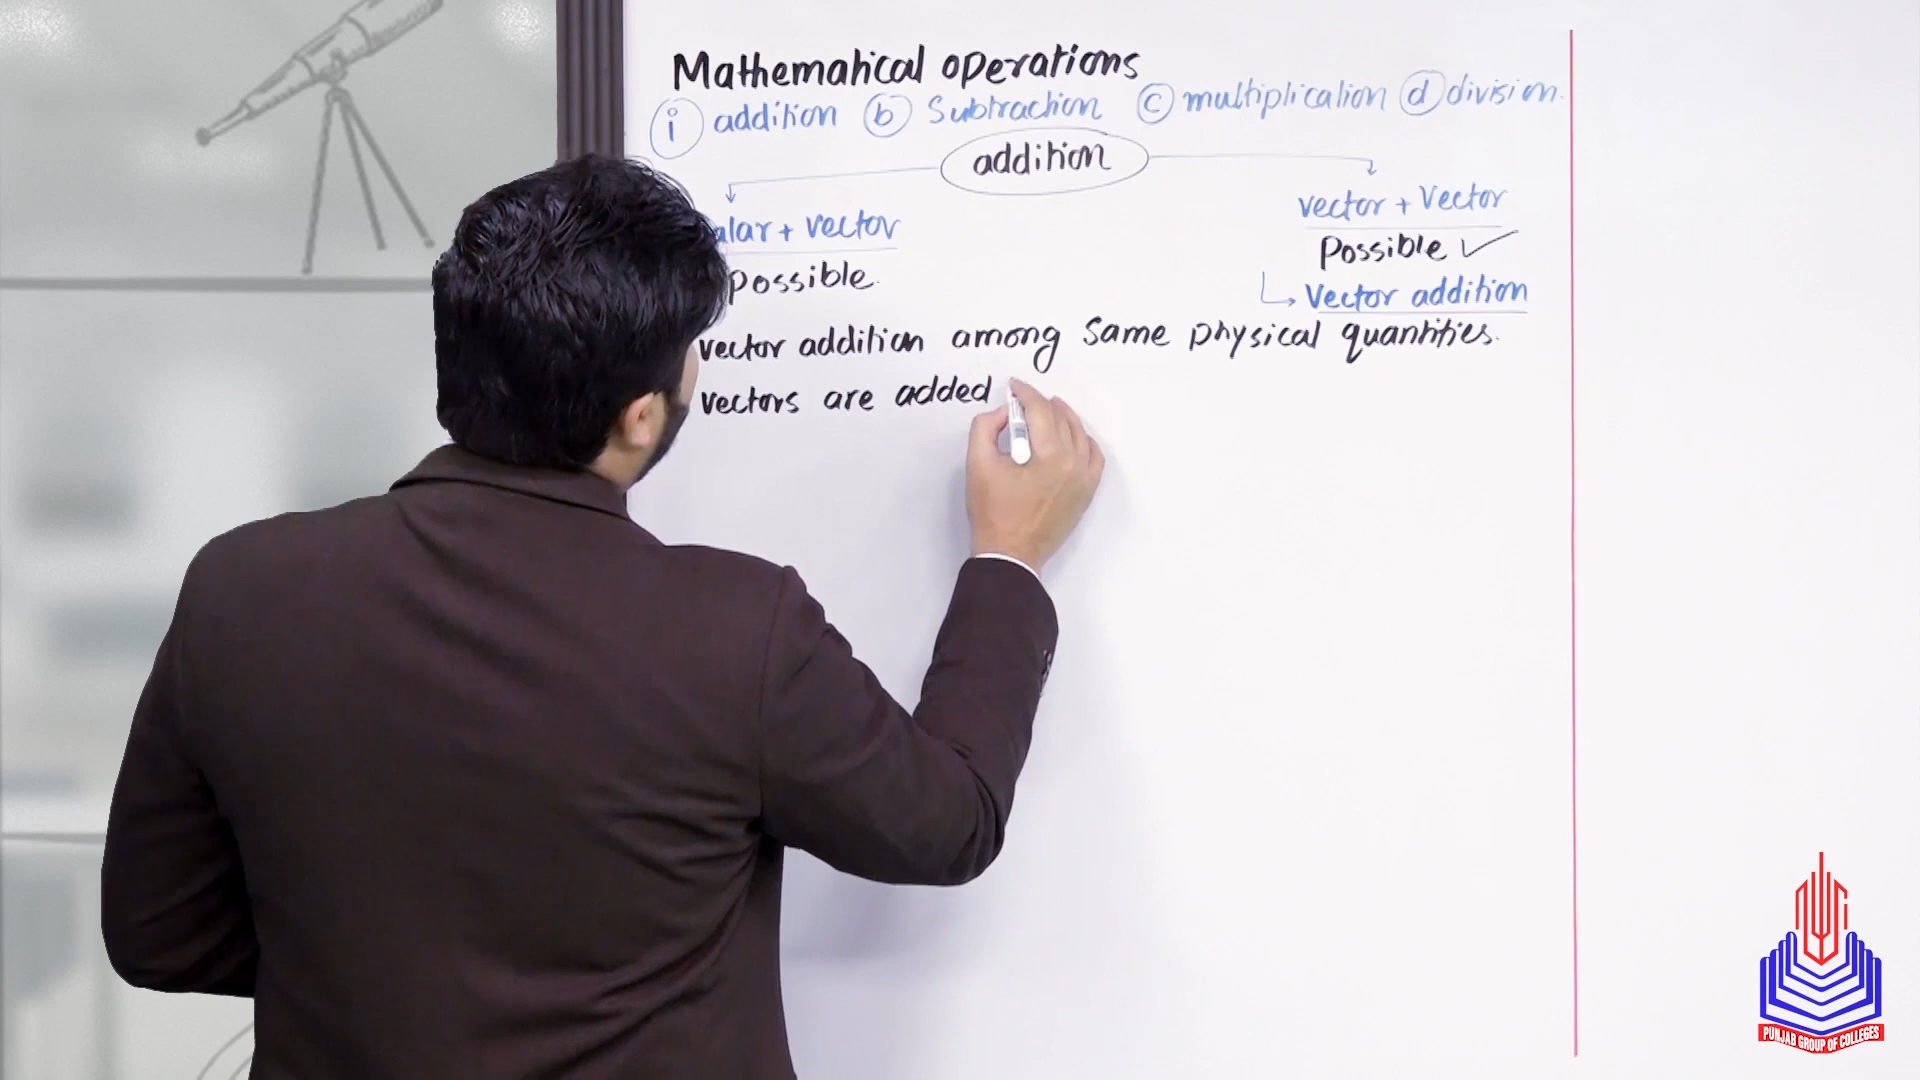 Mathematical operations
i addition b Subtraction c multiplication d division.
addition
alar + vector
vector + Vector
possible.
Possible ✓
Vector addition
vector addition among Same physical quantities.
vectors are added
PUNJAB GROUP OF COLLEGES